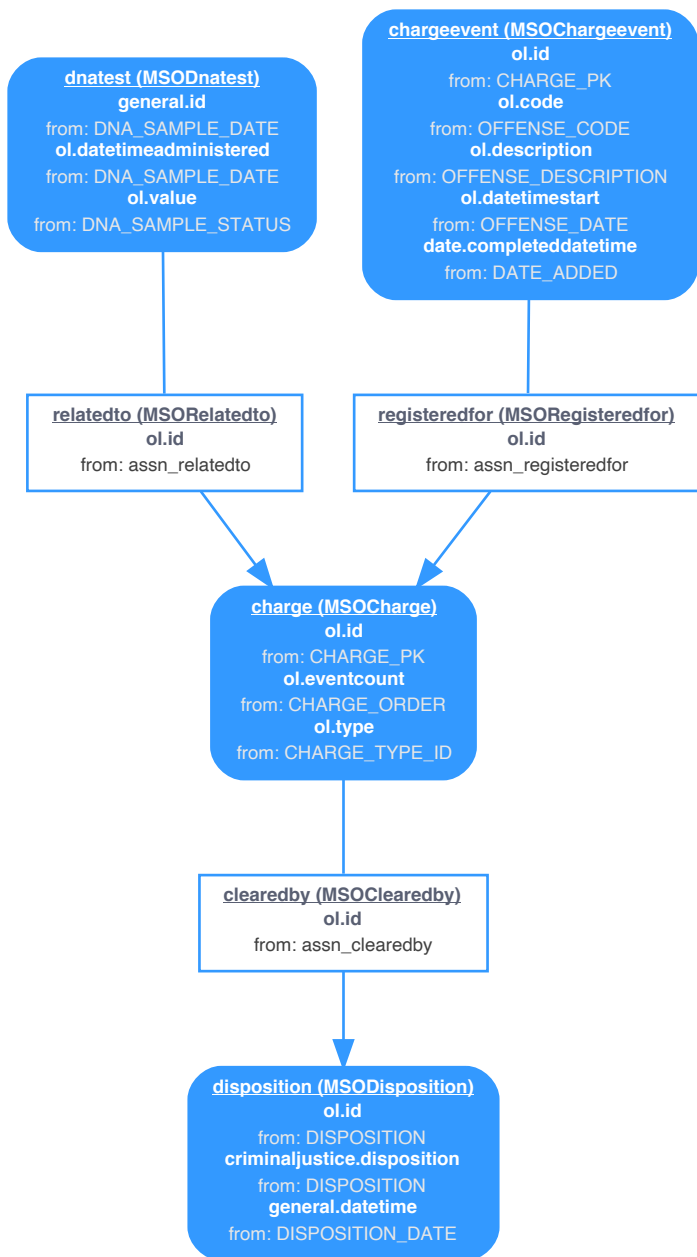 dnatest (MSODnatest)
general.id
from: DNA_SAMPLE_DATE
ol.datetimeadministered
from: DNA_SAMPLE_DATE
ol.value
from: DNA_SAMPLE_STATUS
chargeevent (MSOChargeevent)
ol.id
from: CHARGE_PK
ol.code
from: OFFENSE_CODE
ol.description
from: OFFENSE_DESCRIPTION
ol.datetimestart
from: OFFENSE_DATE
date.completeddatetime
from: DATE_ADDED
relatedto (MSORelatedto)
ol.id
from: assn_relatedto
registeredfor (MSORegisteredfor)
ol.id
from: assn_registeredfor
charge (MSOCharge)
ol.id
from: CHARGE_PK
ol.eventcount
from: CHARGE_ORDER
ol.type
from: CHARGE_TYPE_ID
clearedby (MSOClearedby)
ol.id
from: assn_clearedby
disposition (MSODisposition)
ol.id
from: DISPOSITION
criminaljustice.disposition
from: DISPOSITION
general.datetime
from: DISPOSITION_DATE